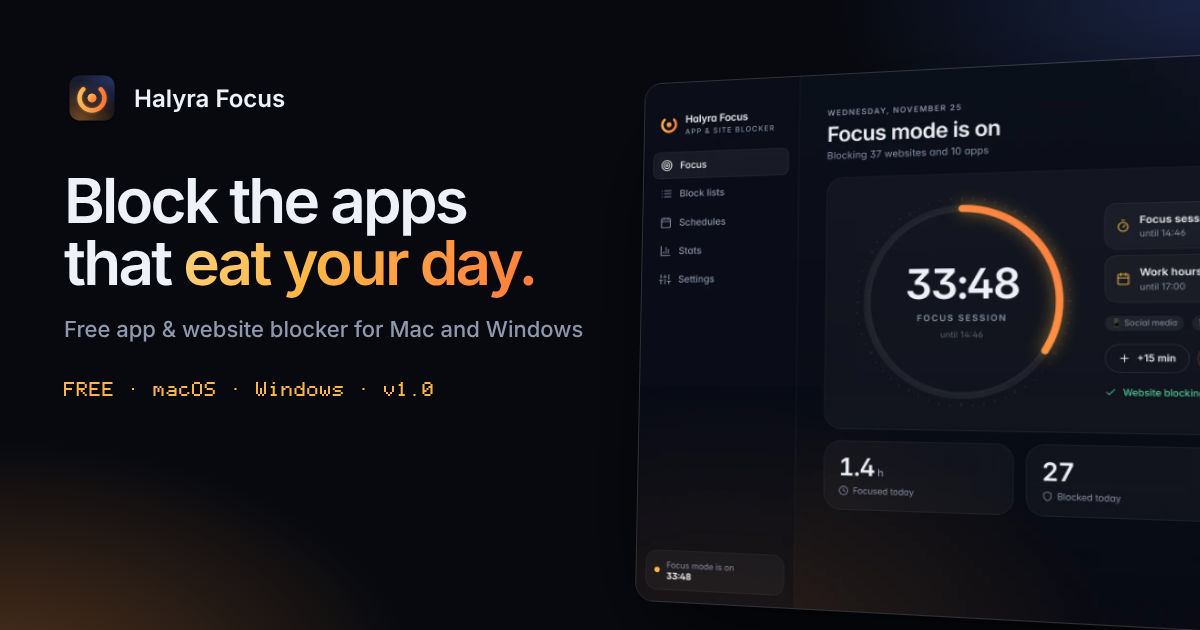 Halyra Focus
Block the apps
that eat your day.
Free app & website blocker for Mac and Windows
FREE · macOS · Windows · v1.0
Halyra Focus
APP & SITE BLOCKER
Focus
Block lists
Schedules
Stats
Settings
Focus mode is on
33:48
WEDNESDAY, NOVEMBER 25
Focus mode is on
Blocking 37 websites and 10 apps
33:48
FOCUS SESSION
until 14:46
Focus sess
until 14:46
Work hours
until 17:00
Social media
+15 min
Website blockin
1.4 h
Focused today
27
Blocked today